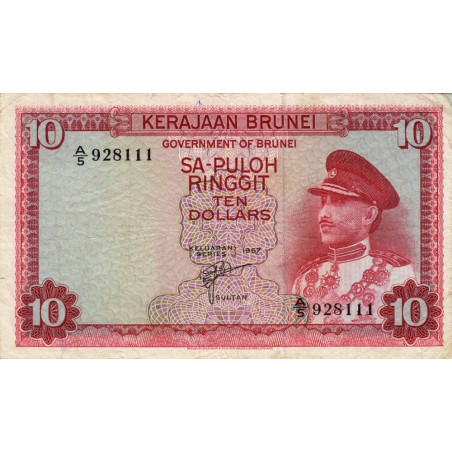 10
KERAJAAN BRUNEI
10
GOVERNMENT OF BRUNEI
A/5 928111
SA-PULOH
RINGGIT
TEN
DOLLARS
KELUARAN
SERIES 1967
SULTAN
10
A/5 928111
10